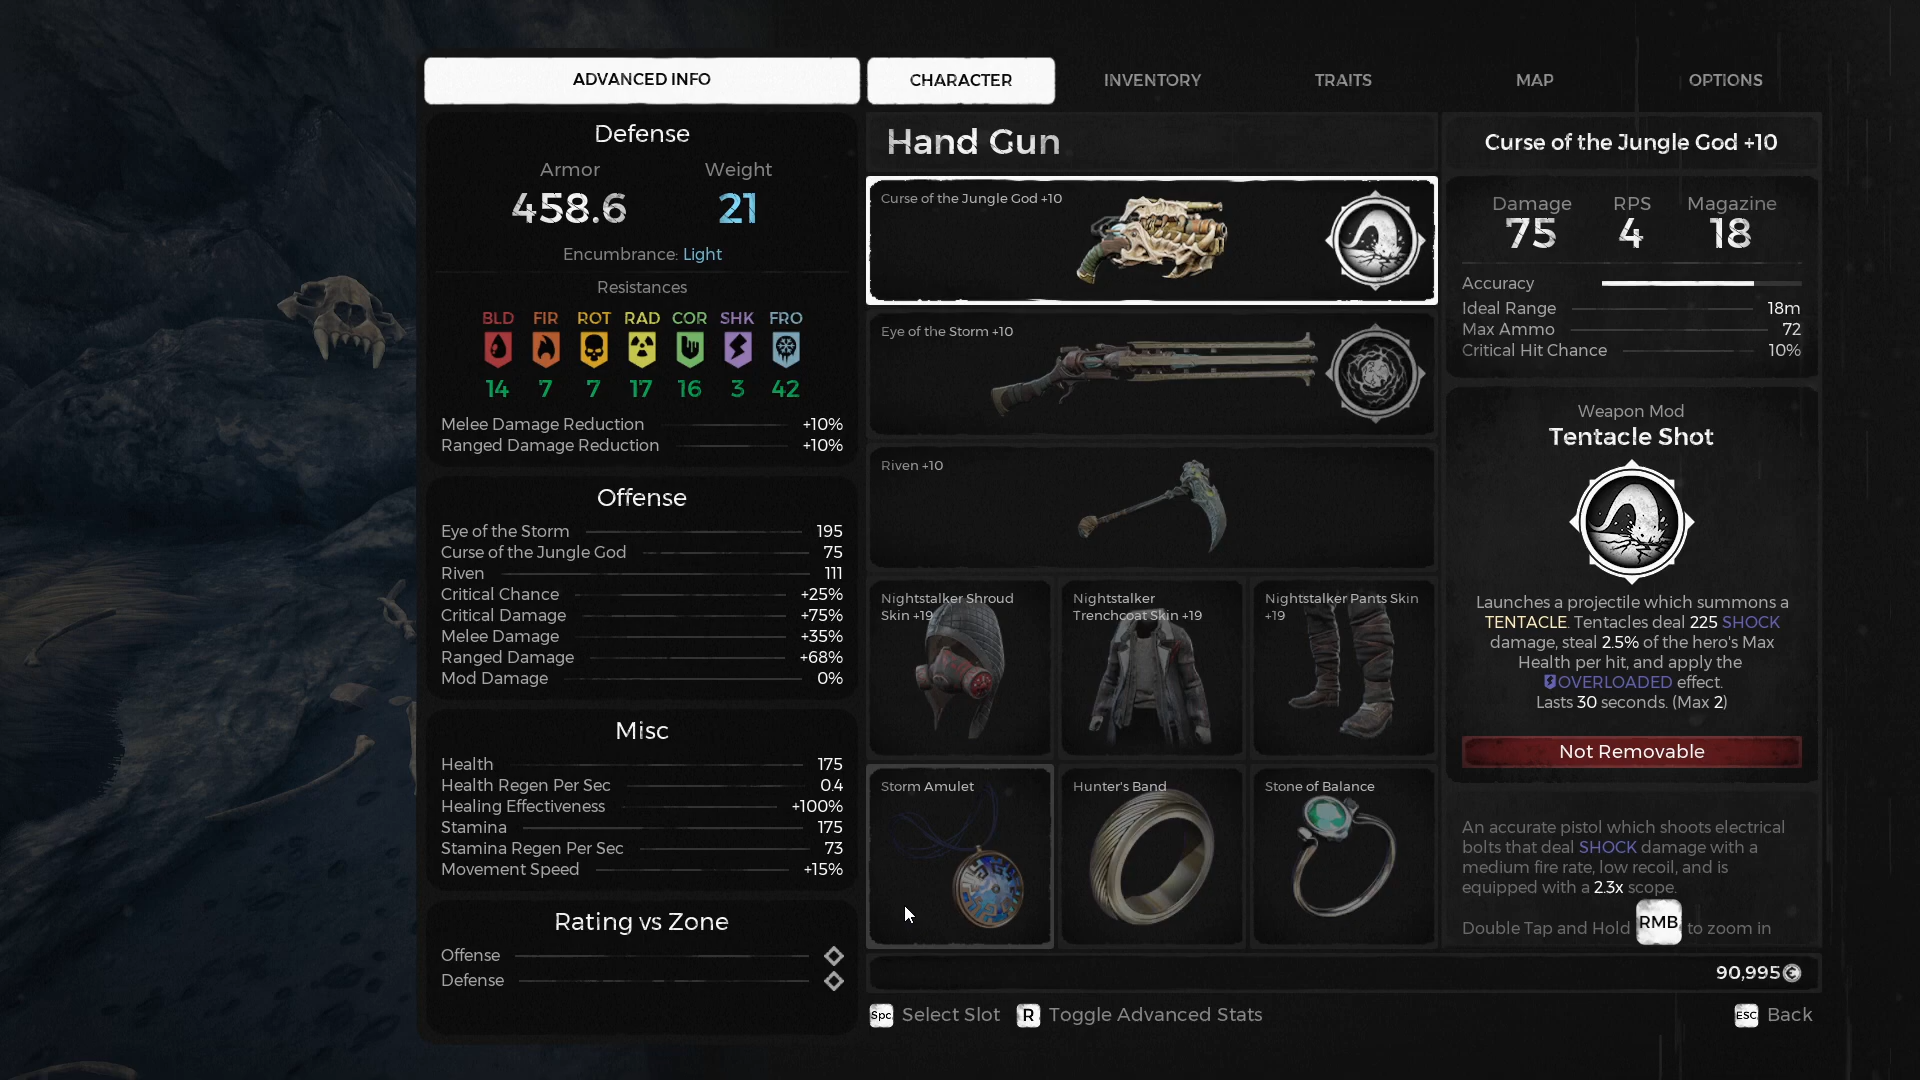 ADVANCED INFO
CHARACTER
INVENTORY
TRAITS
MAP
OPTIONS
Defense
Armor
Weight
458.6
21
Encumbrance: Light
Resistances
BLD FIR ROT RAD COR SHK FRO
14 7 7 17 16 3 42
Melee Damage Reduction +10%
Ranged Damage Reduction +10%
Offense
Eye of the Storm 195
Curse of the Jungle God 75
Riven 111
Critical Chance +25%
Critical Damage +75%
Melee Damage +35%
Ranged Damage +68%
Mod Damage 0%
Misc
Health 175
Health Regen Per Sec 0.4
Healing Effectiveness +100%
Stamina 175
Stamina Regen Per Sec 73
Movement Speed +15%
Rating vs Zone
Offense
Defense
Hand Gun
Curse of the Jungle God +10
Eye of the Storm +10
Riven +10
Nightstalker Shroud
Skin +19
Nightstalker
Trenchcoat Skin +19
Nightstalker Pants Skin
+19
Storm Amulet
Hunter's Band
Stone of Balance
Curse of the Jungle God +10
Damage RPS Magazine
75 4 18
Accuracy
Ideal Range 18m
Max Ammo 72
Critical Hit Chance 10%
Weapon Mod
Tentacle Shot
Launches a projectile which summons a
TENTACLE. Tentacles deal 225 SHOCK
damage, steal 2.5% of the hero's Max
Health per hit, and apply the
OVERLOADED effect.
Lasts 30 seconds. (Max 2)
Not Removable
An accurate pistol which shoots electrical
bolts that deal SHOCK damage with a
medium fire rate, low recoil, and is
equipped with a 2.3x scope.
Double Tap and Hold RMB to zoom in
90,995
Spc Select Slot
R Toggle Advanced Stats
ESC Back